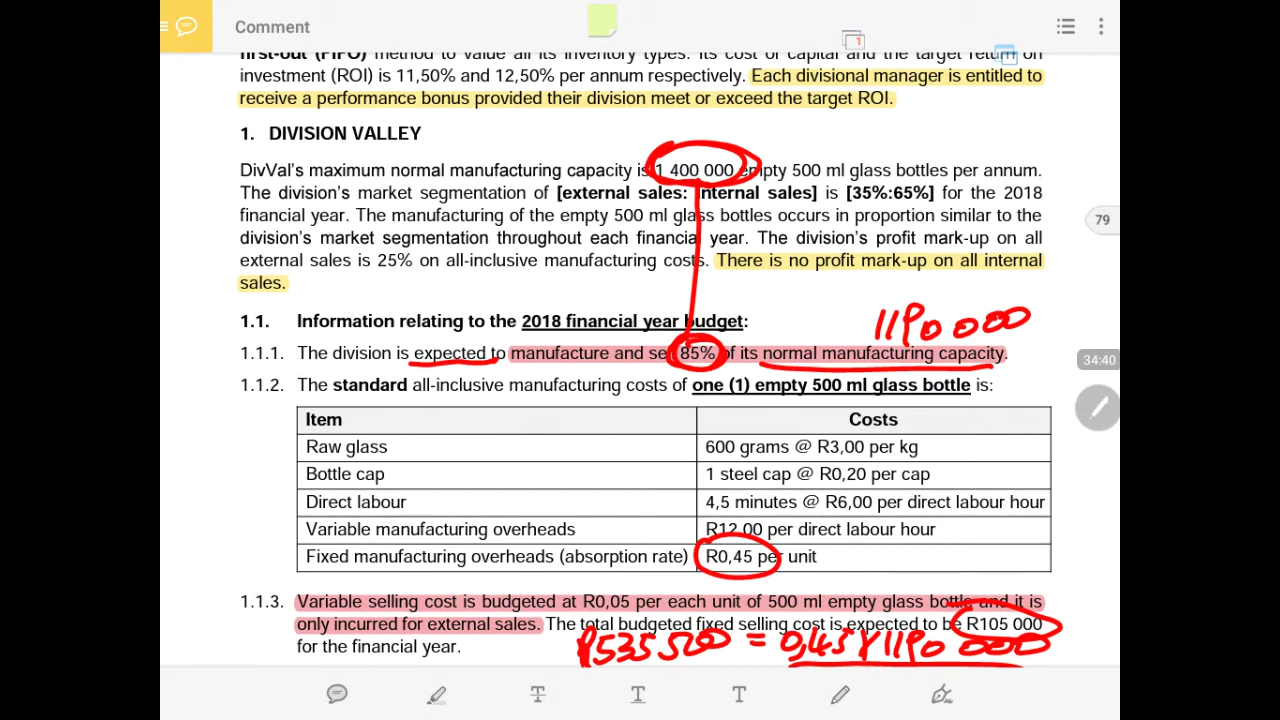 Comment
1
first-out (FIFO) method to value all its inventory types. Its cost of capital and the target return on
investment (ROI) is 11,50% and 12,50% per annum respectively. Each divisional manager is entitled to
receive a performance bonus provided their division meet or exceed the target ROI.
1. DIVISION VALLEY
DivVal's maximum normal manufacturing capacity is 1 400 000 empty 500 ml glass bottles per annum.
The division's market segmentation of [external sales: internal sales] is [35%:65%] for the 2018
financial year. The manufacturing of the empty 500 ml glass bottles occurs in proportion similar to the
division's market segmentation throughout each financial year. The division's profit mark-up on all
external sales is 25% on all-inclusive manufacturing costs. There is no profit mark-up on all internal
sales.
79
1.1. Information relating to the 2018 financial year budget:
1190 000
1.1.1. The division is expected to manufacture and sell 85% of its normal manufacturing capacity.
34:40
1.1.2. The standard all-inclusive manufacturing costs of one (1) empty 500 ml glass bottle is:
Item Costs
Raw glass 600 grams @ R3,00 per kg
Bottle cap 1 steel cap @ R0,20 per cap
Direct labour 4,5 minutes @ R6,00 per direct labour hour
Variable manufacturing overheads R12,00 per direct labour hour
Fixed manufacturing overheads (absorption rate) R0,45 per unit
1.1.3. Variable selling cost is budgeted at R0,05 per each unit of 500 ml empty glass bottle and it is
only incurred for external sales. The total budgeted fixed selling cost is expected to be R105 000
for the financial year.
R535 500 = 0,45 x 1190 000